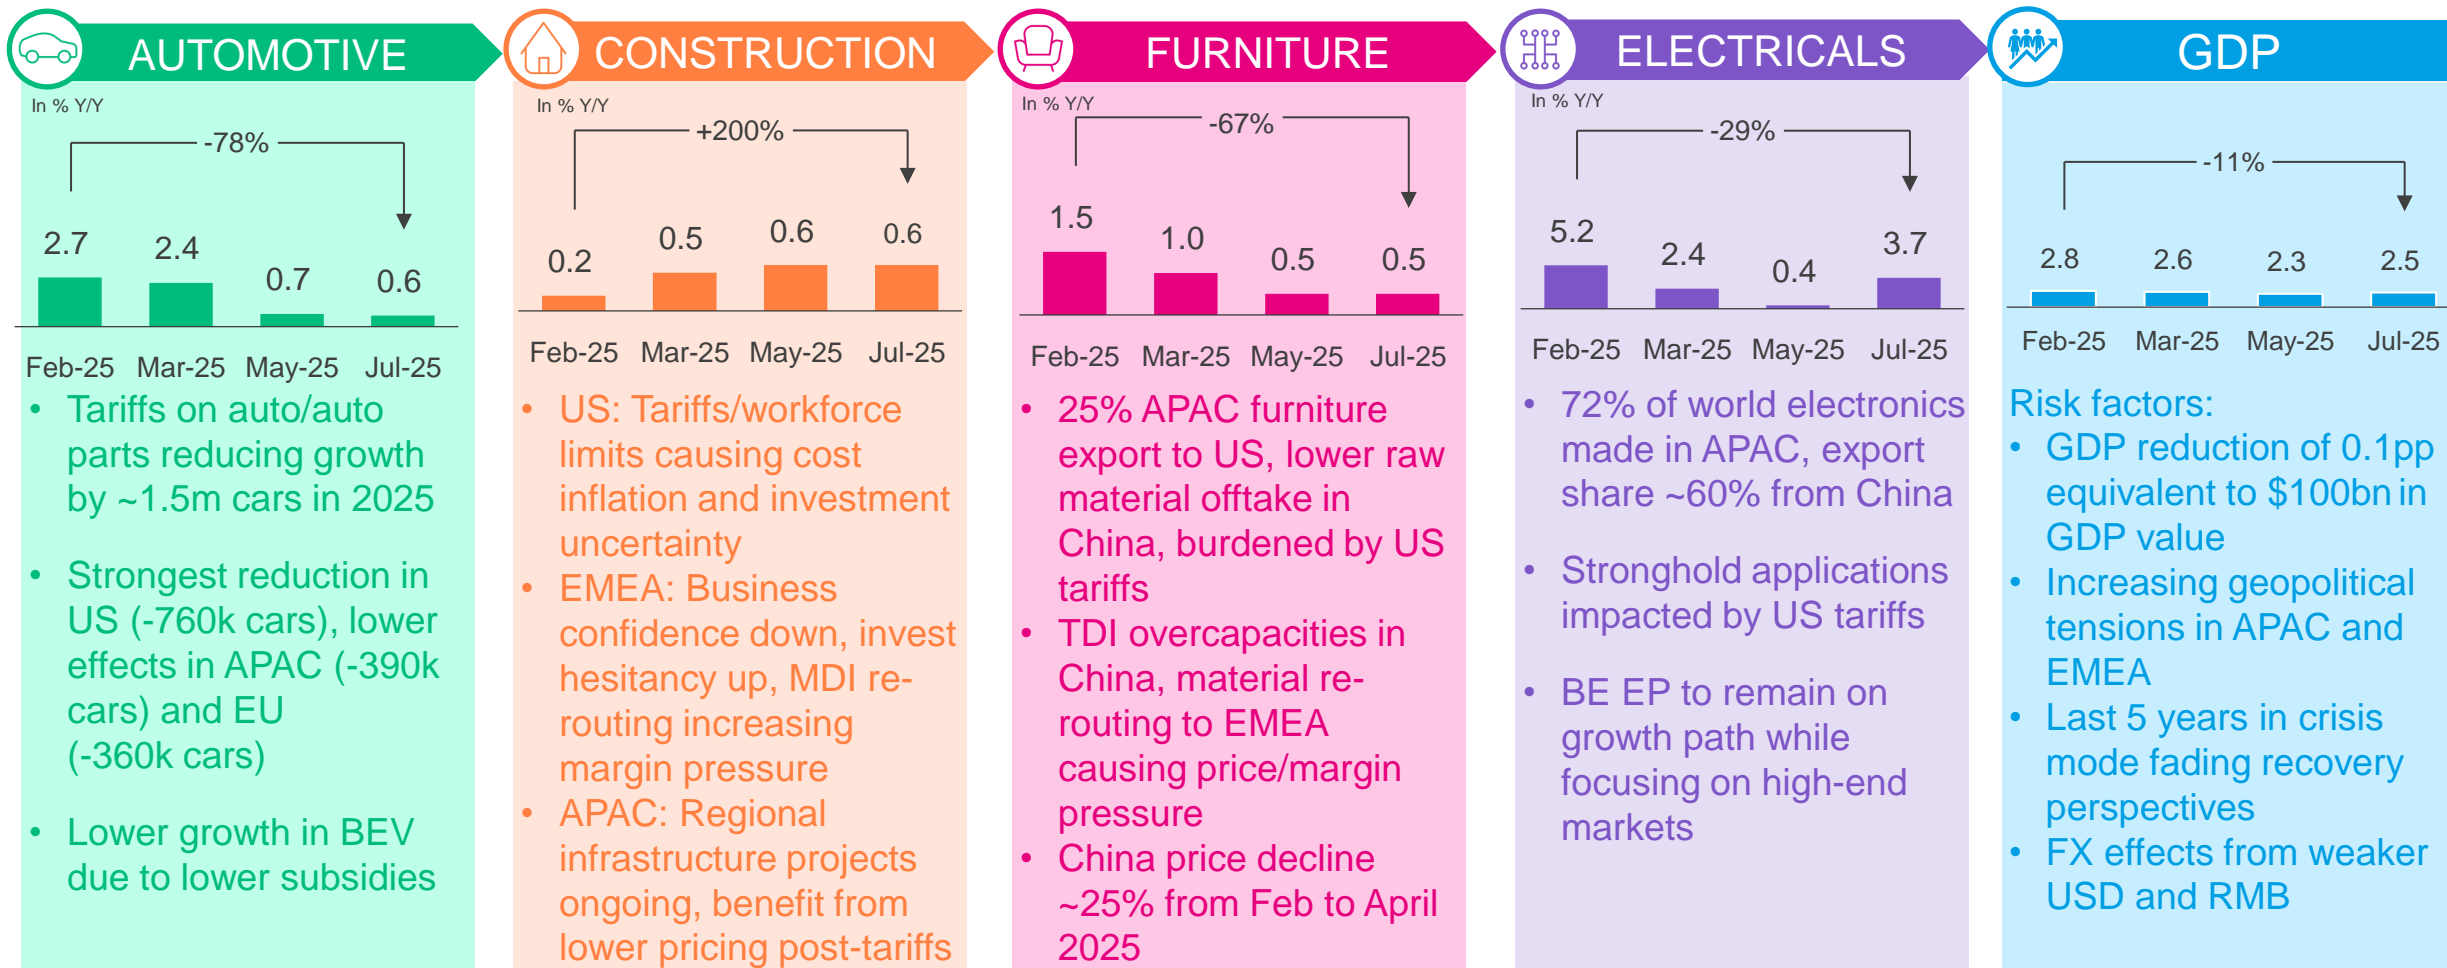 AUTOMOTIVE
In % Y/Y
-78%
2.7
2.4
0.7
0.6
Feb-25 Mar-25 May-25 Jul-25
• Tariffs on auto/auto
parts reducing growth
by ~1.5m cars in 2025
• Strongest reduction in
US (-760k cars), lower
effects in APAC (-390k
cars) and EU
(-360k cars)
• Lower growth in BEV
due to lower subsidies
CONSTRUCTION
In % Y/Y
+200%
0.2
0.5
0.6
0.6
Feb-25 Mar-25 May-25 Jul-25
• US: Tariffs/workforce
limits causing cost
inflation and investment
uncertainty
• EMEA: Business
confidence down, invest
hesitancy up, MDI re-
routing increasing
margin pressure
• APAC: Regional
infrastructure projects
ongoing, benefit from
lower pricing post-tariffs
FURNITURE
In % Y/Y
-67%
1.5
1.0
0.5
0.5
Feb-25 Mar-25 May-25 Jul-25
• 25% APAC furniture
export to US, lower raw
material offtake in
China, burdened by US
tariffs
• TDI overcapacities in
China, material re-
routing to EMEA
causing price/margin
pressure
• China price decline
~25% from Feb to April
2025
ELECTRICALS
In % Y/Y
-29%
5.2
2.4
0.4
3.7
Feb-25 Mar-25 May-25 Jul-25
• 72% of world electronics
made in APAC, export
share ~60% from China
• Stronghold applications
impacted by US tariffs
• BE EP to remain on
growth path while
focusing on high-end
markets
GDP
-11%
2.8
2.6
2.3
2.5
Feb-25 Mar-25 May-25 Jul-25
Risk factors:
• GDP reduction of 0.1pp
equivalent to $100bn in
GDP value
• Increasing geopolitical
tensions in APAC and
EMEA
• Last 5 years in crisis
mode fading recovery
perspectives
• FX effects from weaker
USD and RMB